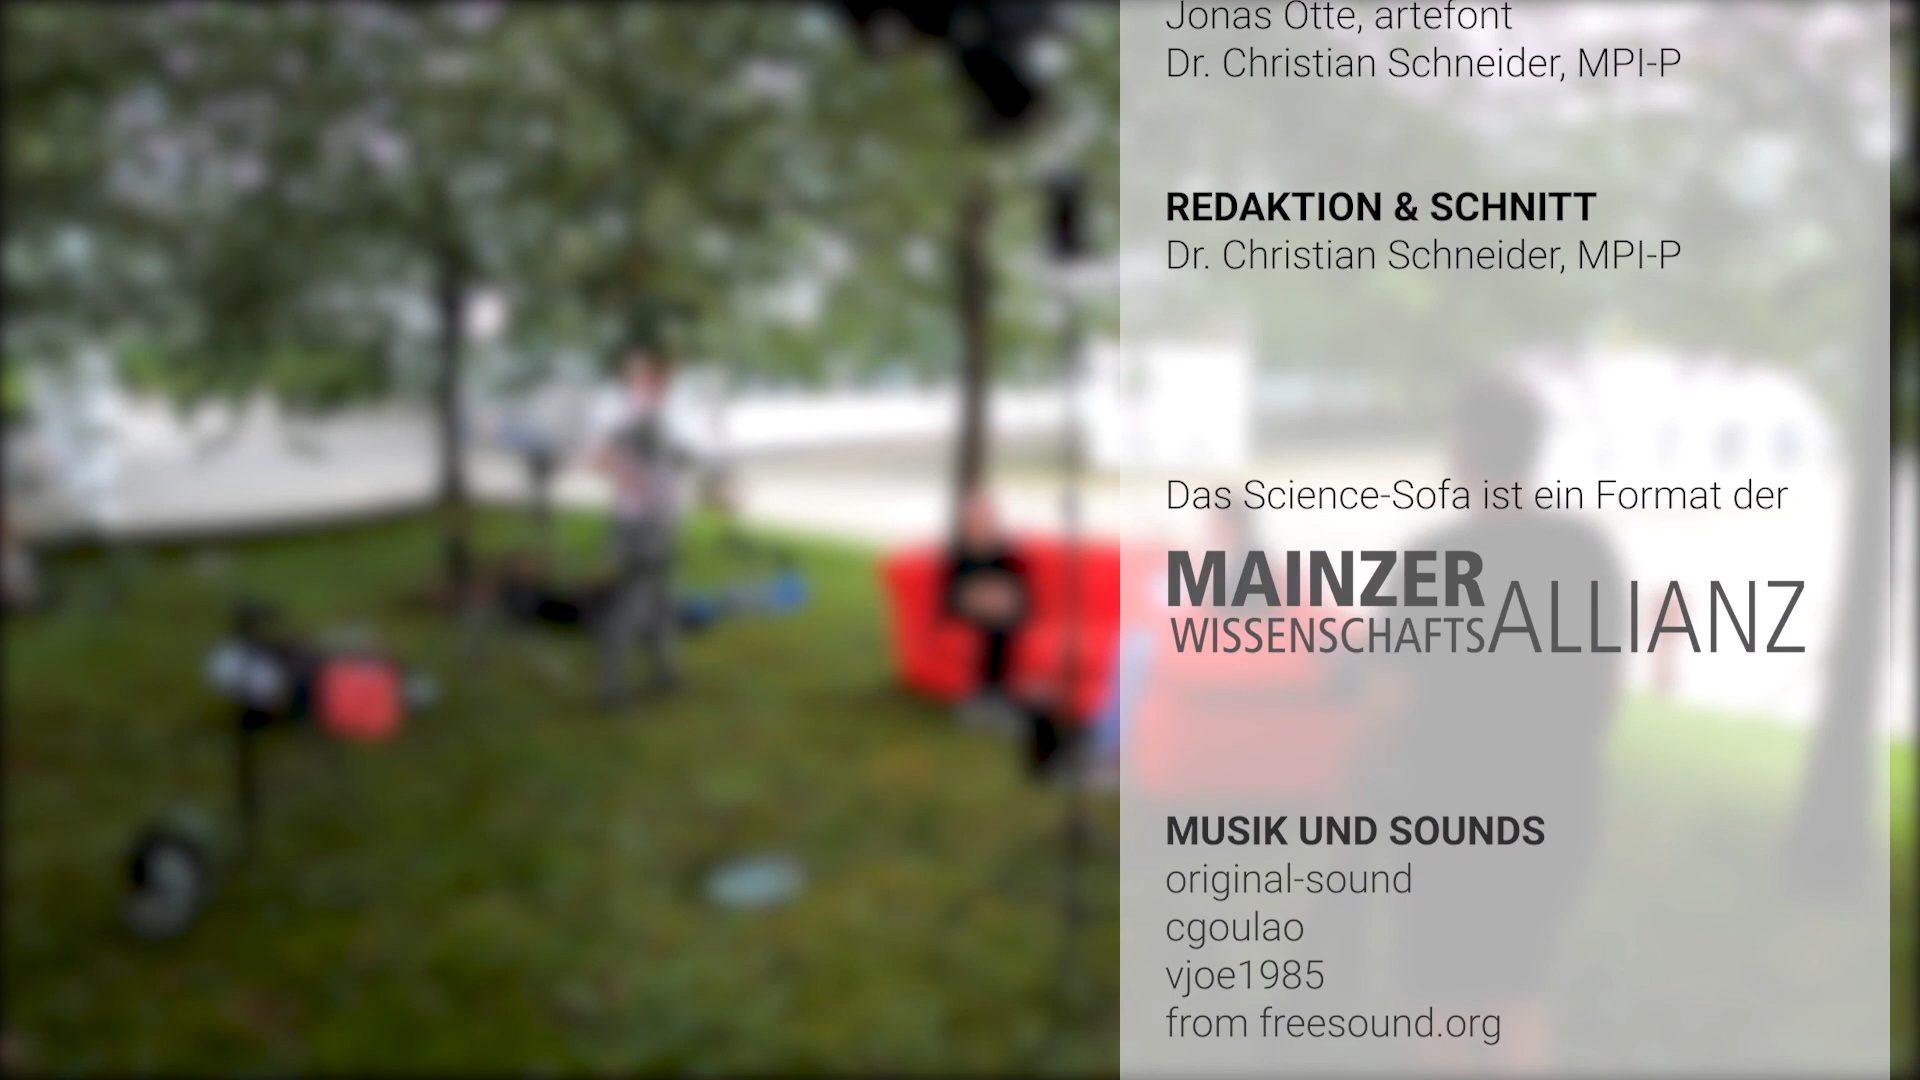 Jonas Otte, artefont
Dr. Christian Schneider, MPI-P
REDAKTION & SCHNITT
Dr. Christian Schneider, MPI-P
Das Science-Sofa ist ein Format der
MAINZER
WISSENSCHAFTSALLIANZ
MUSIK UND SOUNDS
original-sound
cgoulao
vjoe1985
from freesound.org